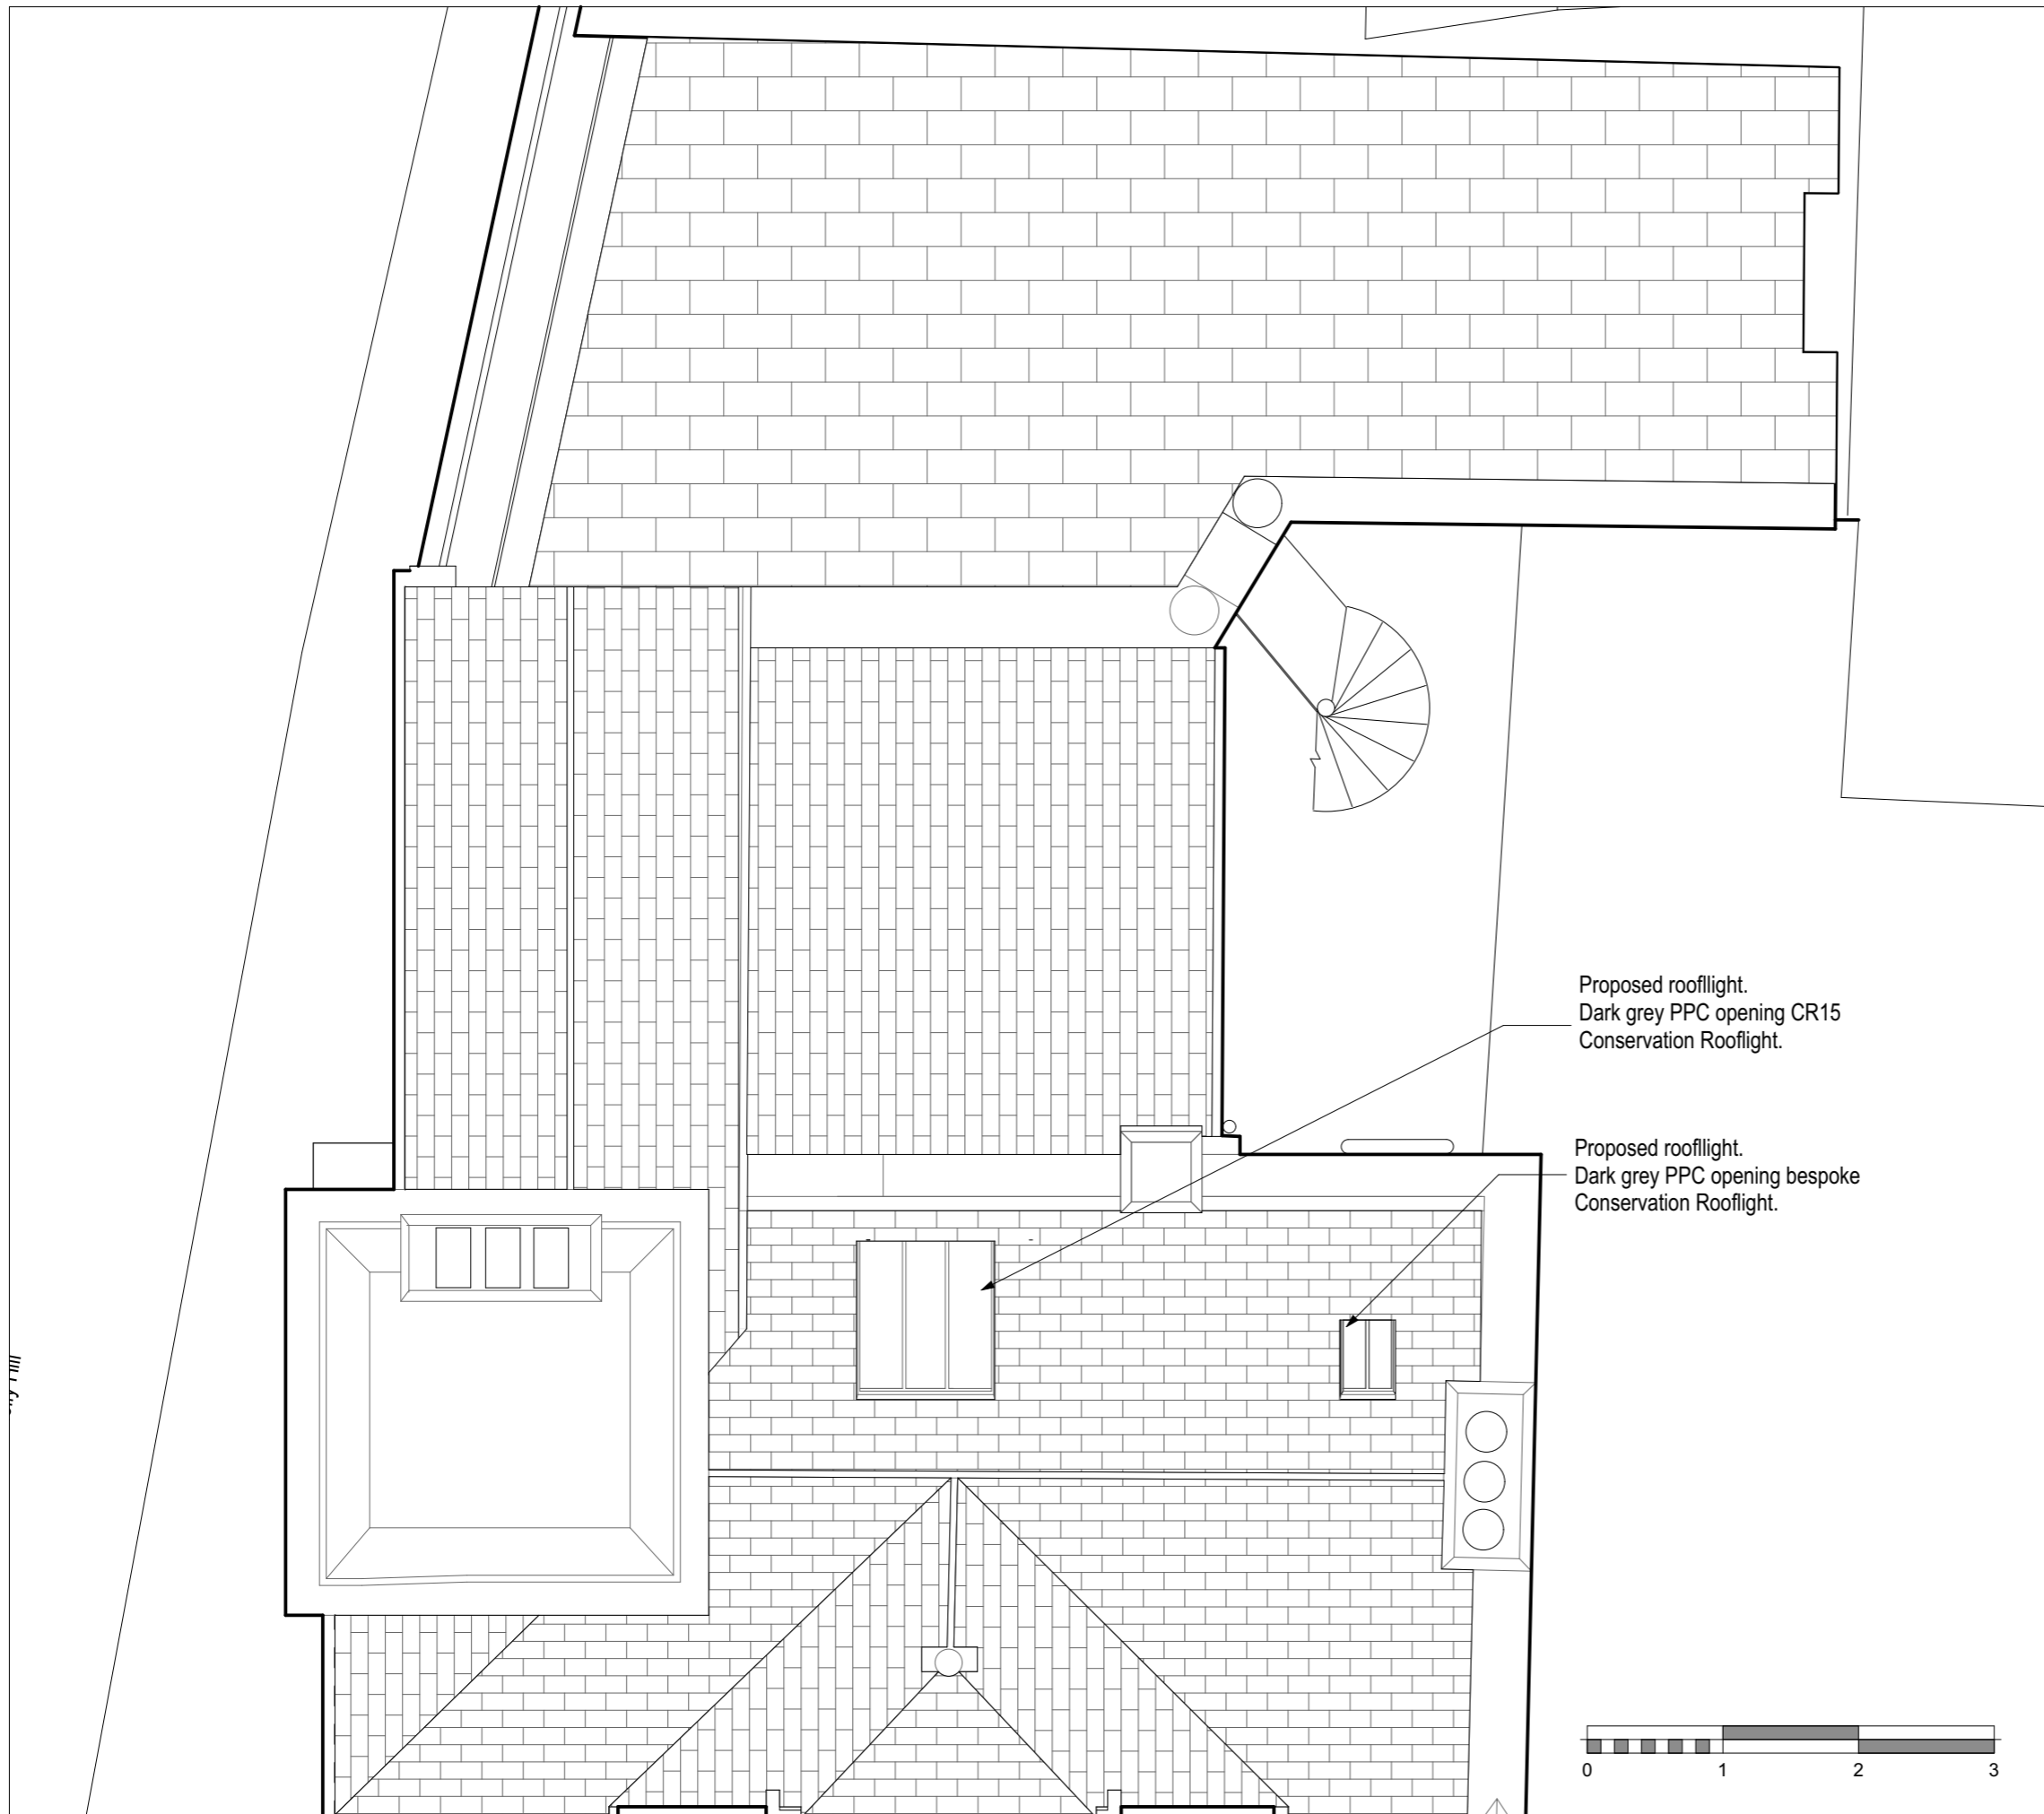 Proposed roofllight.
Dark grey PPC opening CR15
Conservation Rooflight.
Proposed roofllight.
Dark grey PPC opening bespoke
Conservation Rooflight.
0 1 2 3